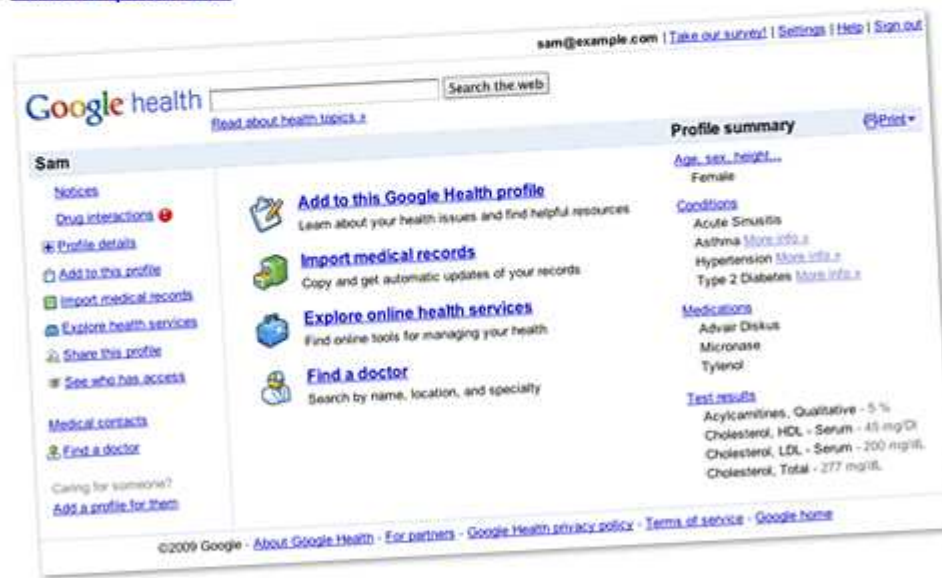 sam@example.com | Take our survey! | Settings | Help | Sign out
Google health
Search the web
Read about health topics »
Sam
Notices
Drug interactions
Profile details
Add to this profile
Import medical records
Explore health services
Share this profile
See who has access
Medical contacts
Find a doctor
Caring for someone?
Add a profile for them
Add to this Google Health profile
Learn about your health issues and find helpful resources
Import medical records
Copy and get automatic updates of your records
Explore online health services
Find online tools for managing your health
Find a doctor
Search by name, location, and specialty
Profile summary
Print
Age, sex, height...
Female
Conditions
Acute Sinusitis
Asthma More info »
Hypertension More info »
Type 2 Diabetes More info »
Medications
Advair Diskus
Micronase
Tylenol
Test results
Acylcarnitines, Qualitative - 5 %
Cholesterol, HDL - Serum - 45 mg/Dl
Cholesterol, LDL - Serum - 200 mg/dL
Cholesterol, Total - 277 mg/dL
©2009 Google - About Google Health - For partners - Google Health privacy policy - Terms of service - Google home